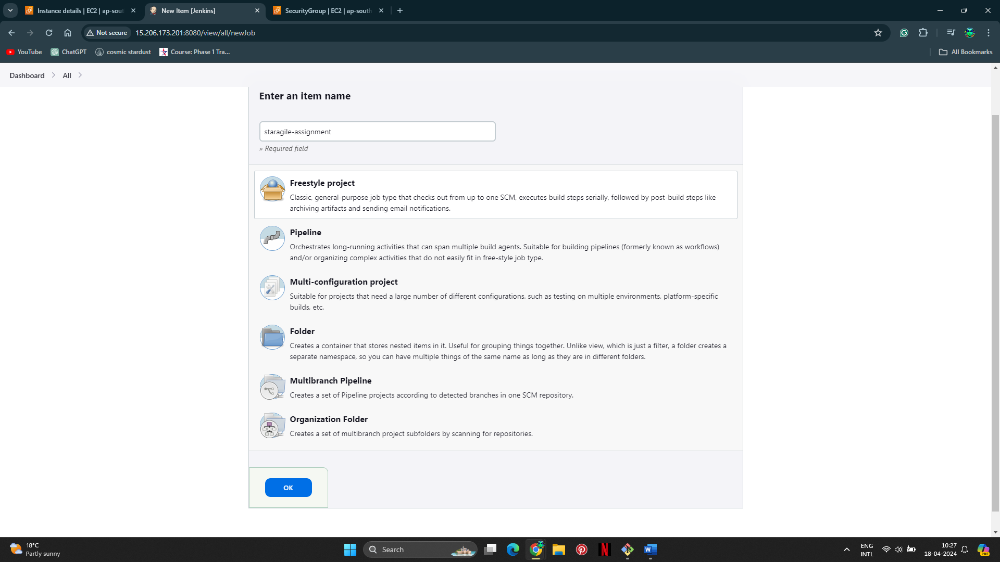 Instance details | EC2 | ap-sout
New Item [Jenkins]
SecurityGroup | EC2 | ap-south
Not secure
15.206.173.201:8080/view/all/newJob
YouTube
ChatGPT
cosmic stardust
Course: Phase 1 Tra...
All Bookmarks
Dashboard
All
Enter an item name
staragile-assignment
» Required field
Freestyle project
Classic, general-purpose job type that checks out from up to one SCM, executes build steps serially, followed by post-build steps like
archiving artifacts and sending email notifications.
Pipeline
Orchestrates long-running activities that can span multiple build agents. Suitable for building pipelines (formerly known as workflows)
and/or organizing complex activities that do not easily fit in free-style job type.
Multi-configuration project
Suitable for projects that need a large number of different configurations, such as testing on multiple environments, platform-specific
builds, etc.
Folder
Creates a container that stores nested items in it. Useful for grouping things together. Unlike view, which is just a filter, a folder creates a
separate namespace, so you can have multiple things of the same name as long as they are in different folders.
Multibranch Pipeline
Creates a set of Pipeline projects according to detected branches in one SCM repository.
Organization Folder
Creates a set of multibranch project subfolders by scanning for repositories.
OK
18°C
Partly sunny
Search
ENG
INTL
10:27
18-04-2024
PRE